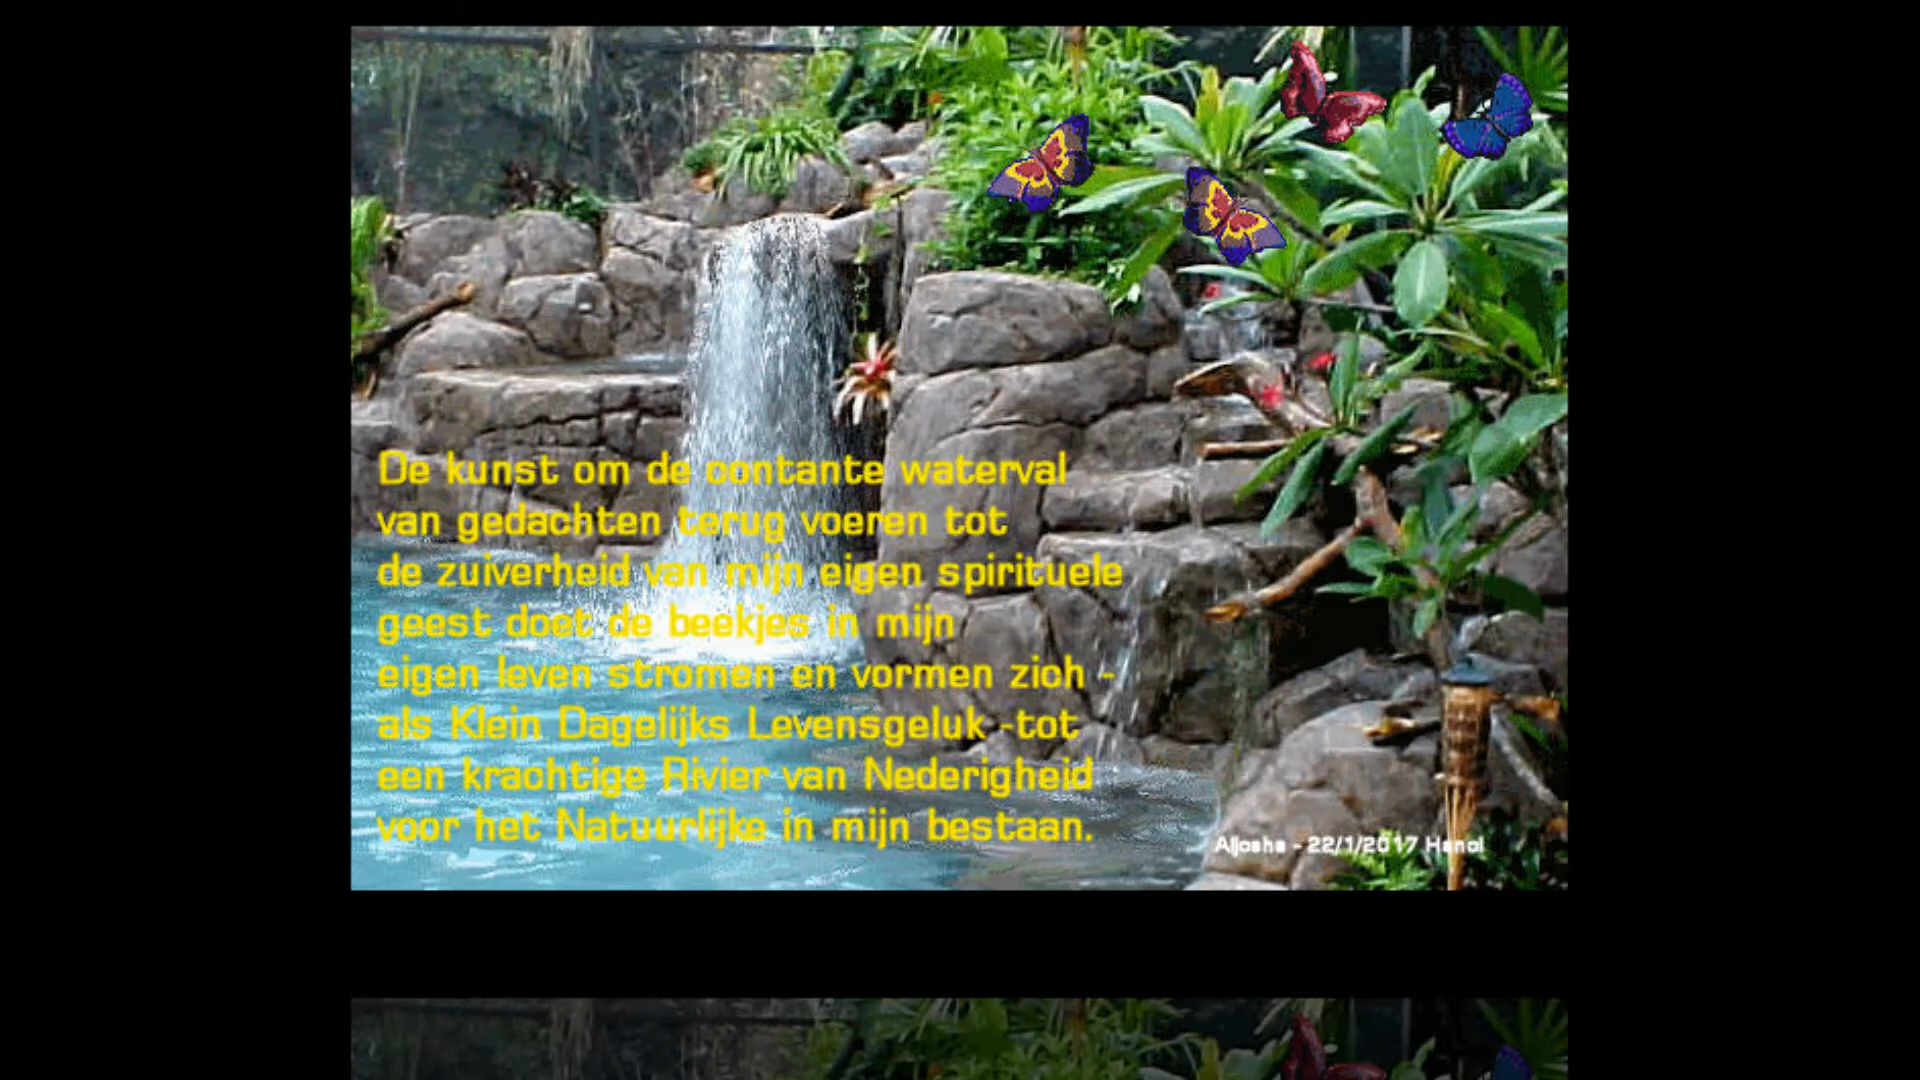 De kunst om de contante waterval
van gedachten terug voeren tot
de zuiverheid van mijn eigen spirituele
geest doet de beekjes in mijn
eigen leven stromen en vormen zich -
als Klein Dagelijks Levensgeluk -tot
een krachtige Rivier van Nederigheid
voor het Natuurlijke in mijn bestaan.
Aljosha - 22/1/2017 Hanoi